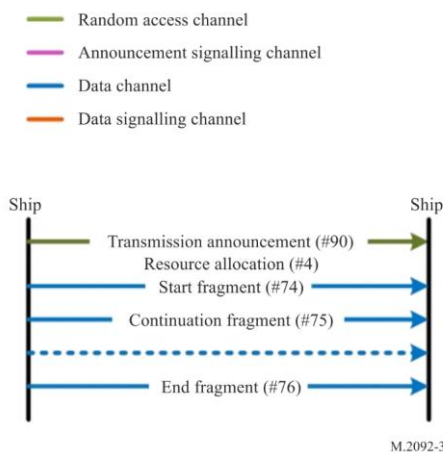 Random access channel
Announcement signalling channel
Data channel
Data signalling channel
Ship
Ship
Transmission announcement (#90)
Resource allocation (#4)
Start fragment (#74)
Continuation fragment (#75)
End fragment (#76)
M.2092-3